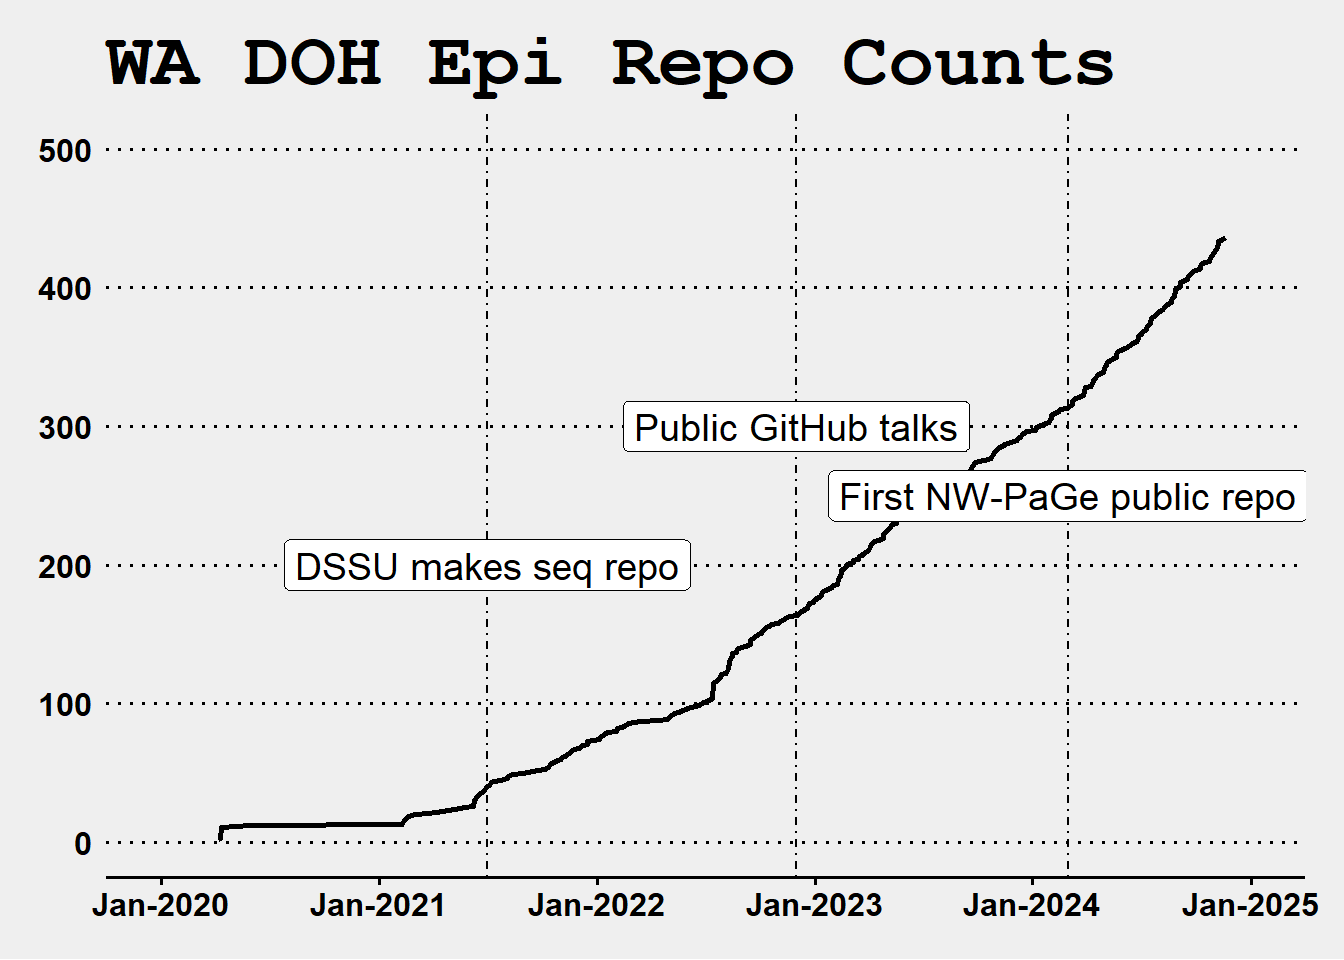 WA DOH Epi Repo Counts
500
400
300
200
100
0
Public GitHub talks
First NW-PaGe public repo
DSSU makes seq repo
Jan-2020 Jan-2021 Jan-2022 Jan-2023 Jan-2024 Jan-2025